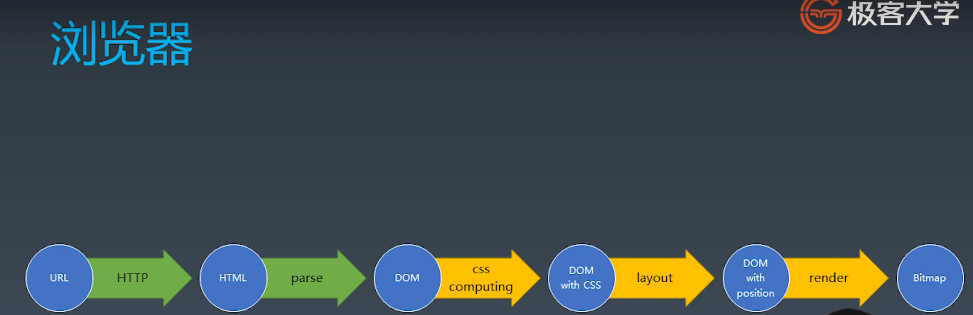 极客大学
浏览器
URL
HTTP
HTML
parse
DOM
css
computing
DOM
with CSS
layout
DOM
with
position
render
Bitmap